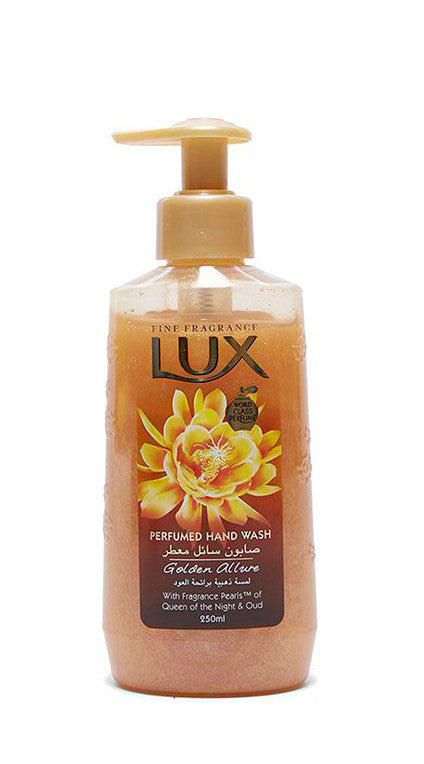 FINE FRAGRANCE
LUX
WORLD
CLASS
PERFUME
PERFUMED HAND WASH
صابون سائل معطر
Golden Allure
لمسة ذهبية برائحة العود
With Fragrance Pearls™ of
Queen of the Night & Oud
250ml